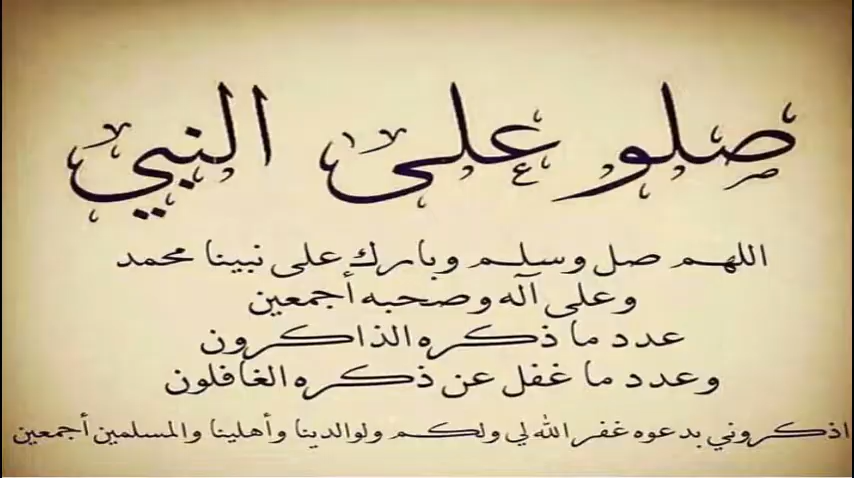 صلو على النبي
اللهم صل وسلم وبارك على نبينا محمد
وعلى آله وصحبه أجمعين
عدد ما ذكره الذاكرون
وعدد ما غفل عن ذكره الغافلون
اذكروني بدعوه غفر الله لي ولكم ولوالدينا وأهلينا والمسلمين أجمعين